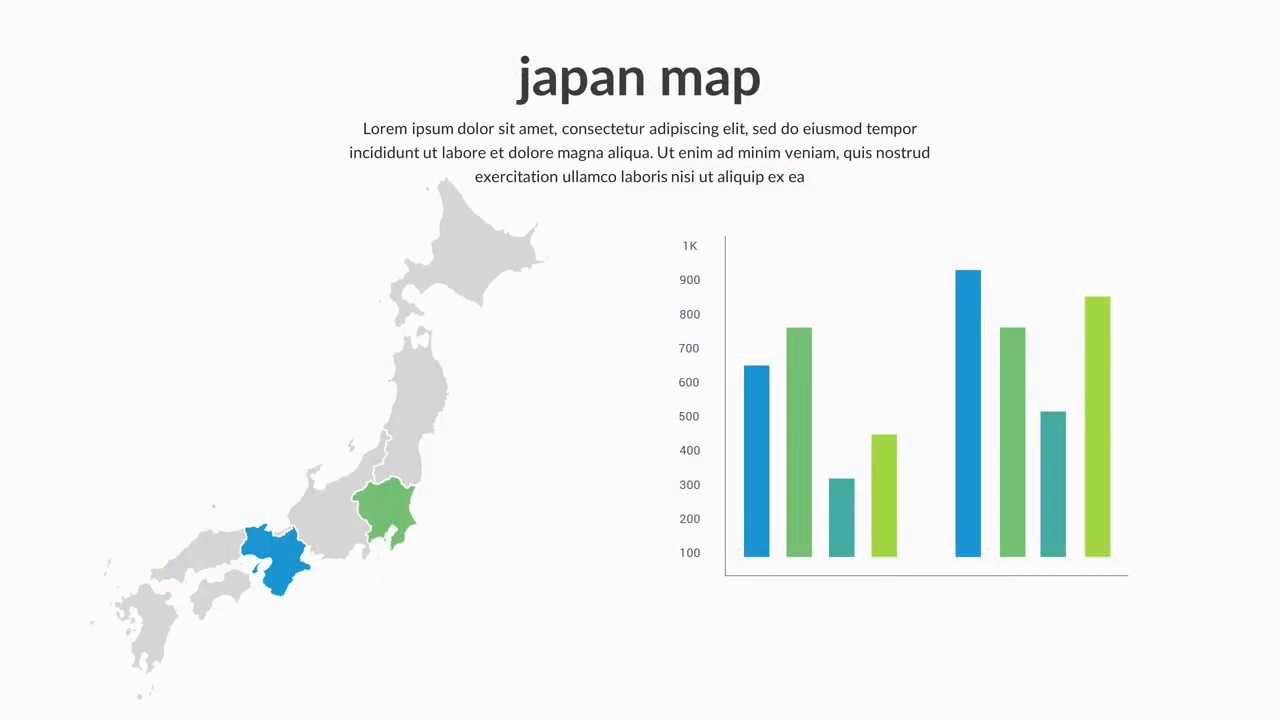 japan map
Lorem ipsum dolor sit amet, consectetur adipiscing elit, sed do eiusmod tempor
incididunt ut labore et dolore magna aliqua. Ut enim ad minim veniam, quis nostrud
exercitation ullamco laboris nisi ut aliquip ex ea
1K
900
800
700
600
500
400
300
200
100